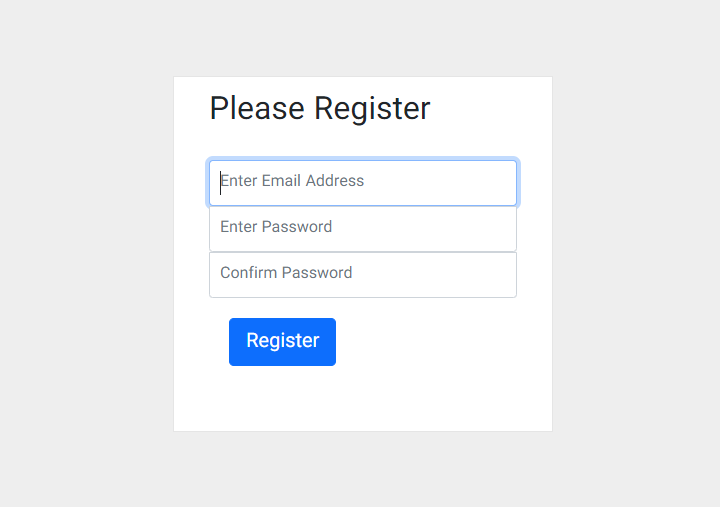 Please Register
Enter Email Address
Enter Password
Confirm Password
Register